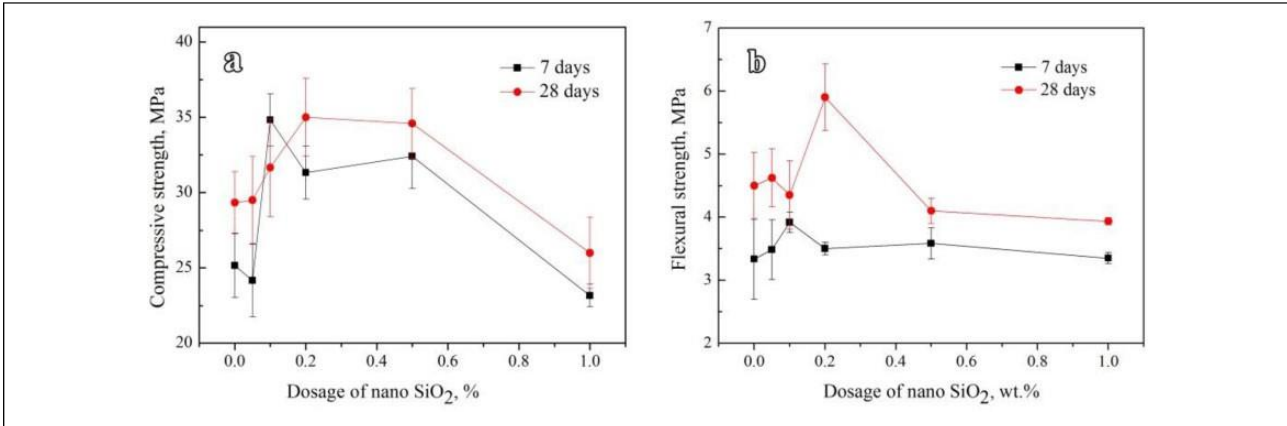 a
7 days
28 days
40
35
30
25
20
Compressive strength, MPa
0.0 0.2 0.4 0.6 0.8 1.0
Dosage of nano SiO2, %
b
7 days
28 days
7
6
5
4
3
2
Flexural strength, MPa
0.0 0.2 0.4 0.6 0.8 1.0
Dosage of nano SiO2, wt.%